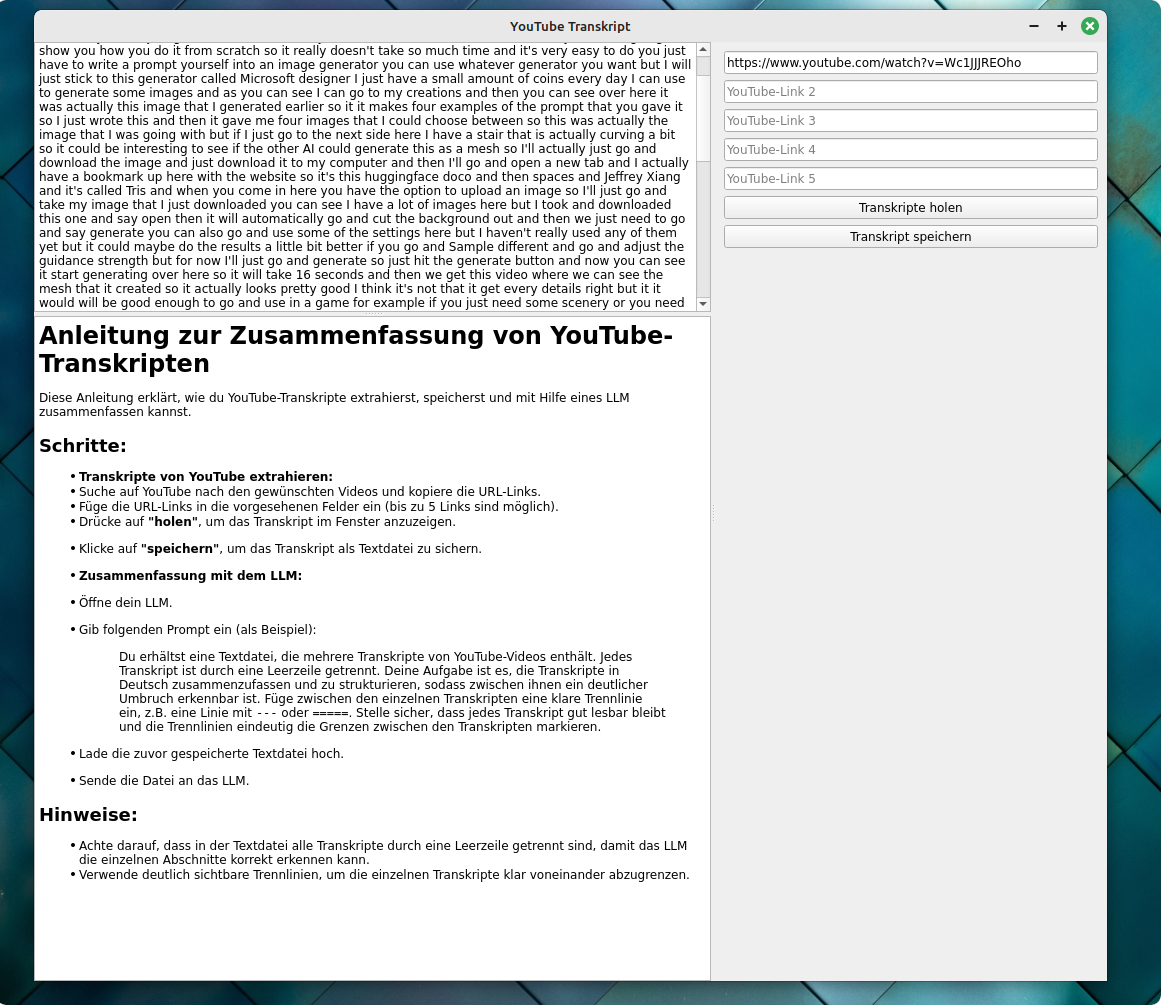 YouTube Transkript
show you how you do it from scratch so it really doesn't take so much time and it's very easy to do you just
have to write a prompt yourself into an image generator you can use whatever generator you want but I will
just stick to this generator called Microsoft designer I just have a small amount of coins every day I can use
to generate some images and as you can see I can go to my creations and then you can see over here it
was actually this image that I generated earlier so it it makes four examples of the prompt that you gave it
so I just wrote this and then it gave me four images that I could choose between so this was actually the
image that I was going with but if I just go to the next side here I have a stair that is actually curving a bit
so it could be interesting to see if the other AI could generate this as a mesh so I'll actually just go and
download the image and just download it to my computer and then I'll go and open a new tab and I actually
have a bookmark up here with the website so it's this huggingface doco and then spaces and Jeffrey Xiang
and it's called Tris and when you come in here you have the option to upload an image so I'll just go and
take my image that I just downloaded you can see I have a lot of images here but I took and downloaded
this one and say open then it will automatically go and cut the background out and then we just need to go
and say generate you can also go and use some of the settings here but I haven't really used any of them
yet but it could maybe do the results a little bit better if you go and Sample different and go and adjust the
guidance strength but for now I'll just go and generate so just hit the generate button and now you can see
it start generating over here so it will take 16 seconds and then we get this video where we can see the
mesh that it created so it actually looks pretty good I think it's not that it get every details right but it it
would will be good enough to go and use in a game for example if you just need some scenery or you need
https://www.youtube.com/watch?v=Wc1JJJREOho
YouTube-Link 2
YouTube-Link 3
YouTube-Link 4
YouTube-Link 5
Transkripte holen
Transkript speichern
Anleitung zur Zusammenfassung von YouTube-
Transkripten
Diese Anleitung erklärt, wie du YouTube-Transkripte extrahierst, speicherst und mit Hilfe eines LLM
zusammenfassen kannst.
Schritte:
• Transkripte von YouTube extrahieren:
• Suche auf YouTube nach den gewünschten Videos und kopiere die URL-Links.
• Füge die URL-Links in die vorgesehenen Felder ein (bis zu 5 Links sind möglich).
• Drücke auf "holen", um das Transkript im Fenster anzuzeigen.
• Klicke auf "speichern", um das Transkript als Textdatei zu sichern.
• Zusammenfassung mit dem LLM:
• Öffne dein LLM.
• Gib folgenden Prompt ein (als Beispiel):
Du erhältst eine Textdatei, die mehrere Transkripte von YouTube-Videos enthält. Jedes
Transkript ist durch eine Leerzeile getrennt. Deine Aufgabe ist es, die Transkripte in
Deutsch zusammenzufassen und zu strukturieren, sodass zwischen ihnen ein deutlicher
Umbruch erkennbar ist. Füge zwischen den einzelnen Transkripten eine klare Trennlinie
ein, z.B. eine Linie mit --- oder =====. Stelle sicher, dass jedes Transkript gut lesbar bleibt
und die Trennlinien eindeutig die Grenzen zwischen den Transkripten markieren.
• Lade die zuvor gespeicherte Textdatei hoch.
• Sende die Datei an das LLM.
Hinweise:
• Achte darauf, dass in der Textdatei alle Transkripte durch eine Leerzeile getrennt sind, damit das LLM
die einzelnen Abschnitte korrekt erkennen kann.
• Verwende deutlich sichtbare Trennlinien, um die einzelnen Transkripte klar voneinander abzugrenzen.